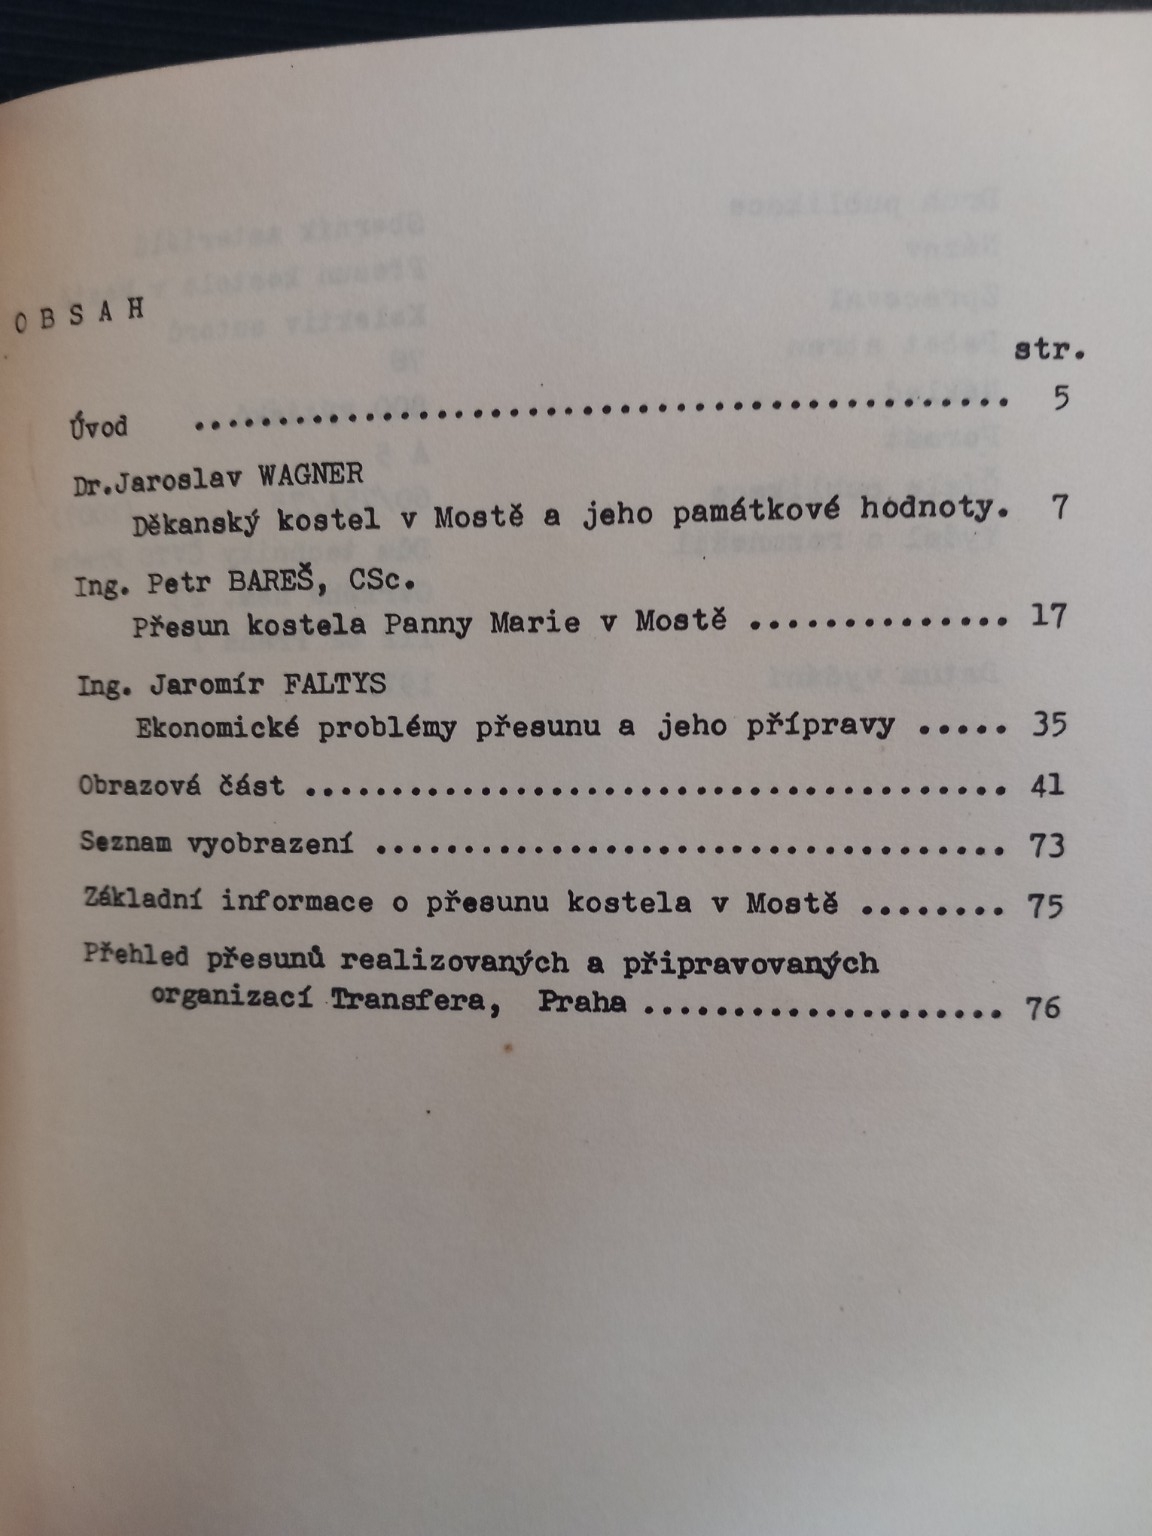 O B S A H
str.
Úvod ........................................ 5
Dr.Jaroslav WAGNER
Děkanský kostel v Mostě a jeho památkové hodnoty. 7
Ing. Petr BAREŠ, CSc.
Přesun kostela Panny Marie v Mostě .............. 17
Ing. Jaromír FALTYS
Ekonomické problémy přesunu a jeho přípravy ..... 35
Obrazová část ....................................... 41
Seznam vyobrazení ................................... 73
Základní informace o přesunu kostela v Mostě ........ 75
Přehled přesunů realizovaných a připravovaných
organizací Transfera, Praha .................... 76